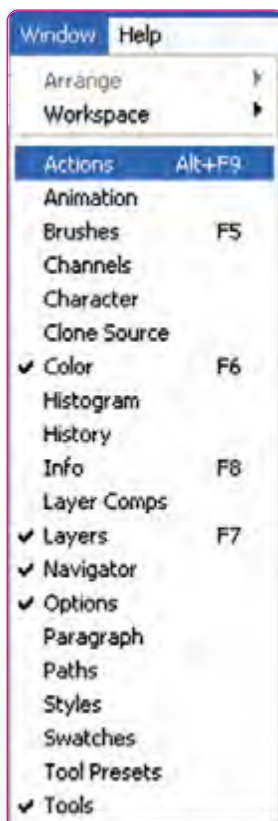 Window Help
Arrange
Workspace
Actions Alt+F9
Animation
Brushes F5
Channels
Character
Clone Source
Color F6
Histogram
History
Info F8
Layer Comps
Layers F7
Navigator
Options
Paragraph
Paths
Styles
Swatches
Tool Presets
Tools